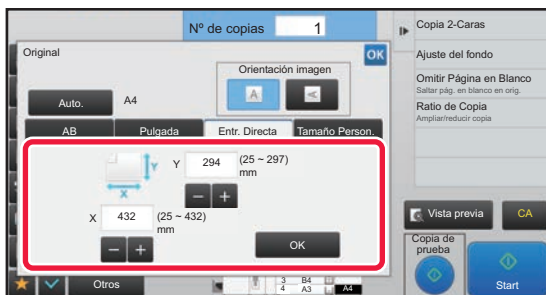 Nº de copias 1
Original
OK
Orientación imagen
A A
Auto. A4
AB Pulgada Entr. Directa Tamaño Person.
Y Y 294 (25 ~ 297)
mm
X
X 432 (25 ~ 432)
mm
OK
Otros
3 B4
4 A3 A4
Copia 2-Caras
Ajuste del fondo
Omitir Página en Blanco
Saltar pág. en blanco en orig.
Ratio de Copia
Ampliar/reducir copia
Vista previa CA
Copia de
prueba
Start